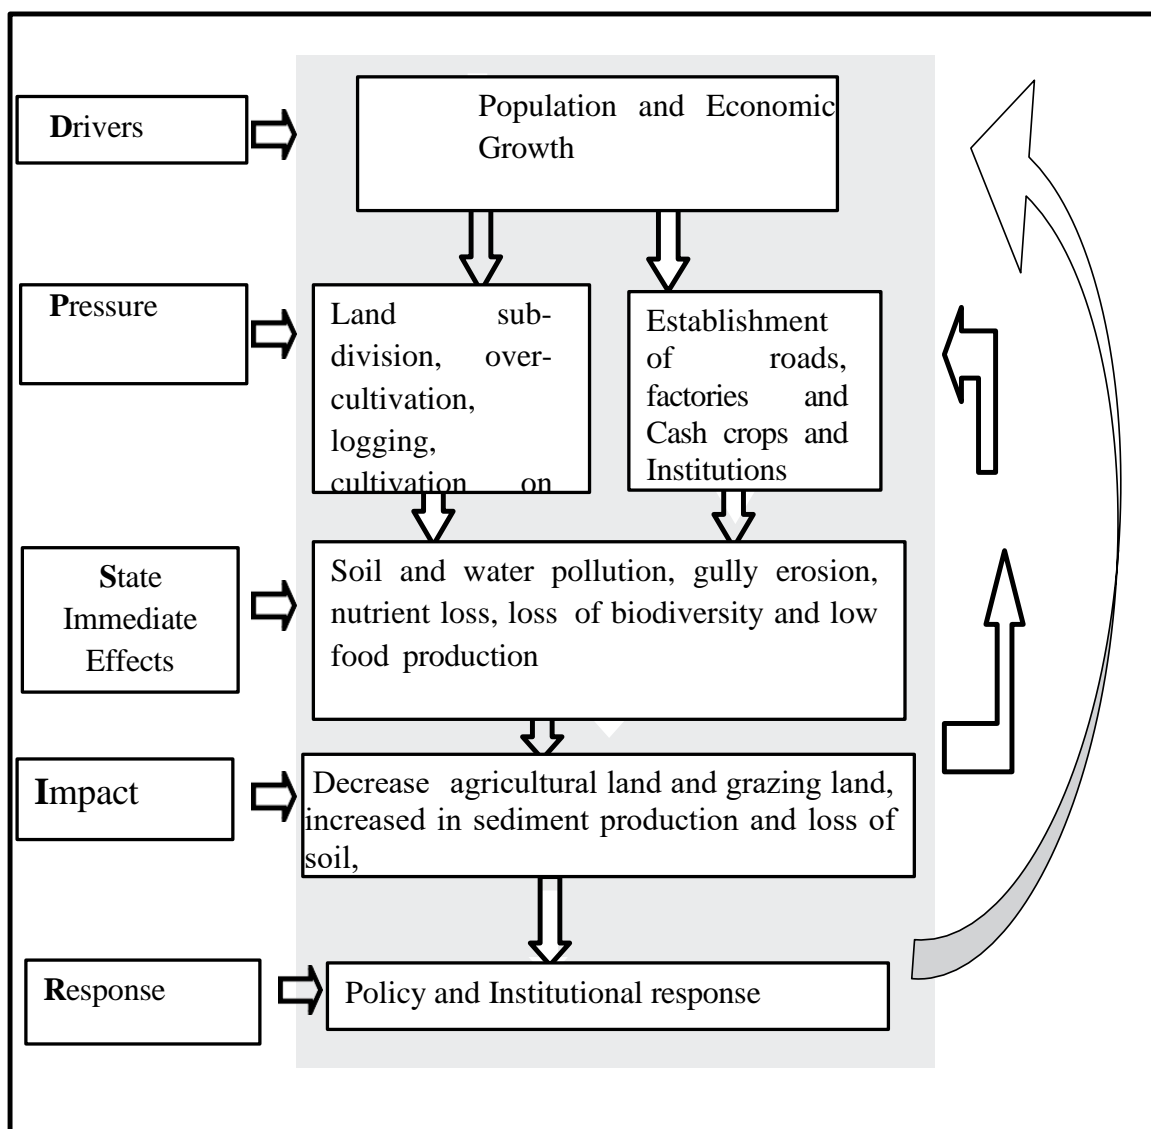 Drivers
Population and Economic
Growth
Pressure
Land sub-
division, over-
cultivation,
logging,
cultivation on
Establishment
of roads,
factories and
Cash crops and
Institutions
State
Immediate
Effects
Soil and water pollution, gully erosion,
nutrient loss, loss of biodiversity and low
food production
Impact
Decrease agricultural land and grazing land,
increased in sediment production and loss of
soil,
Response
Policy and Institutional response